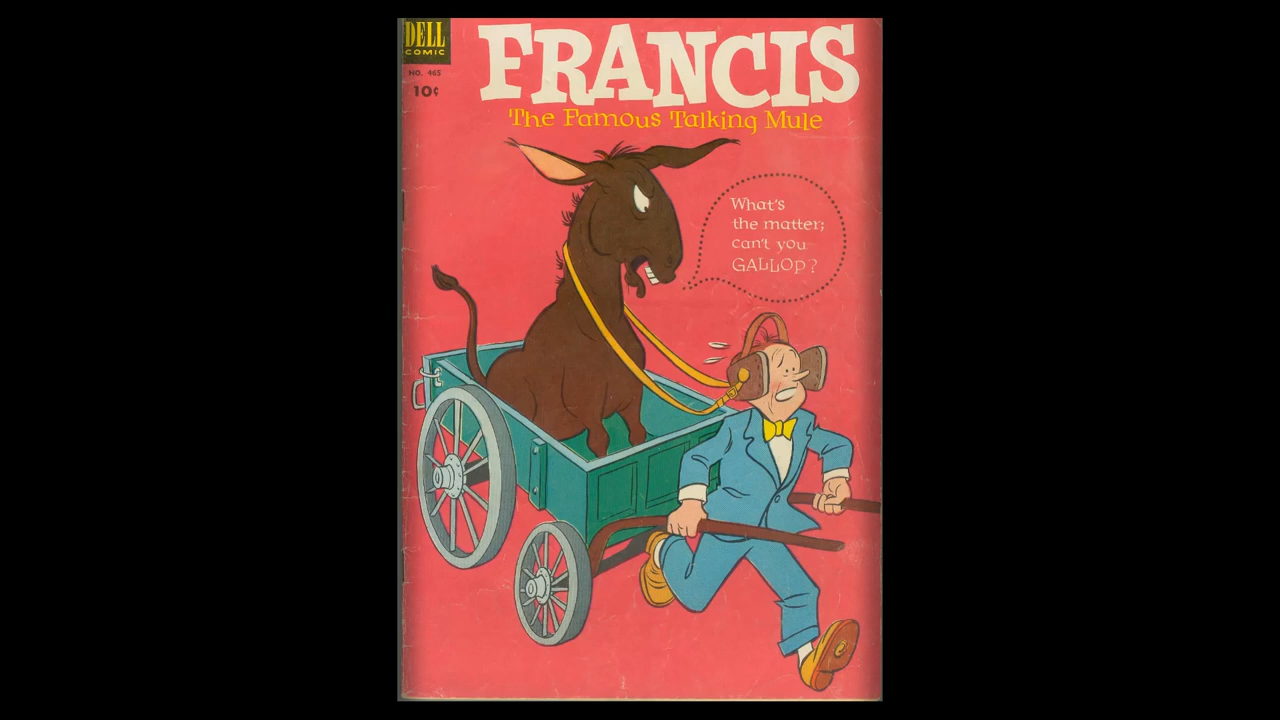 DELL
COMIC
NO. 465
10¢
FRANCIS
The Famous Talking Mule
What's
the matter;
can't you
GALLOP?